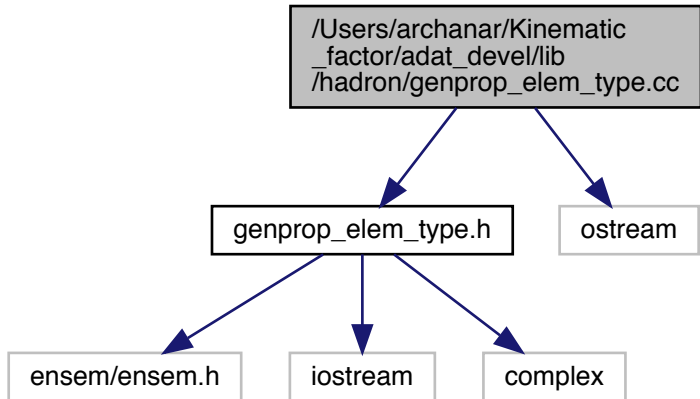 /Users/archanar/Kinematic
_factor/adat_devel/lib
/hadron/genprop_elem_type.cc
genprop_elem_type.h
ostream
ensem/ensem.h
iostream
complex